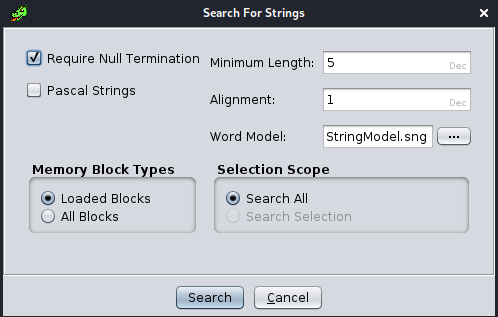 Search For Strings
Require Null Termination
Minimum Length: 5 Dec
Pascal Strings
Alignment: 1 Dec
Word Model: StringModel.sng ...
Memory Block Types
Selection Scope
Loaded Blocks
Search All
All Blocks
Search Selection
Search
Cancel